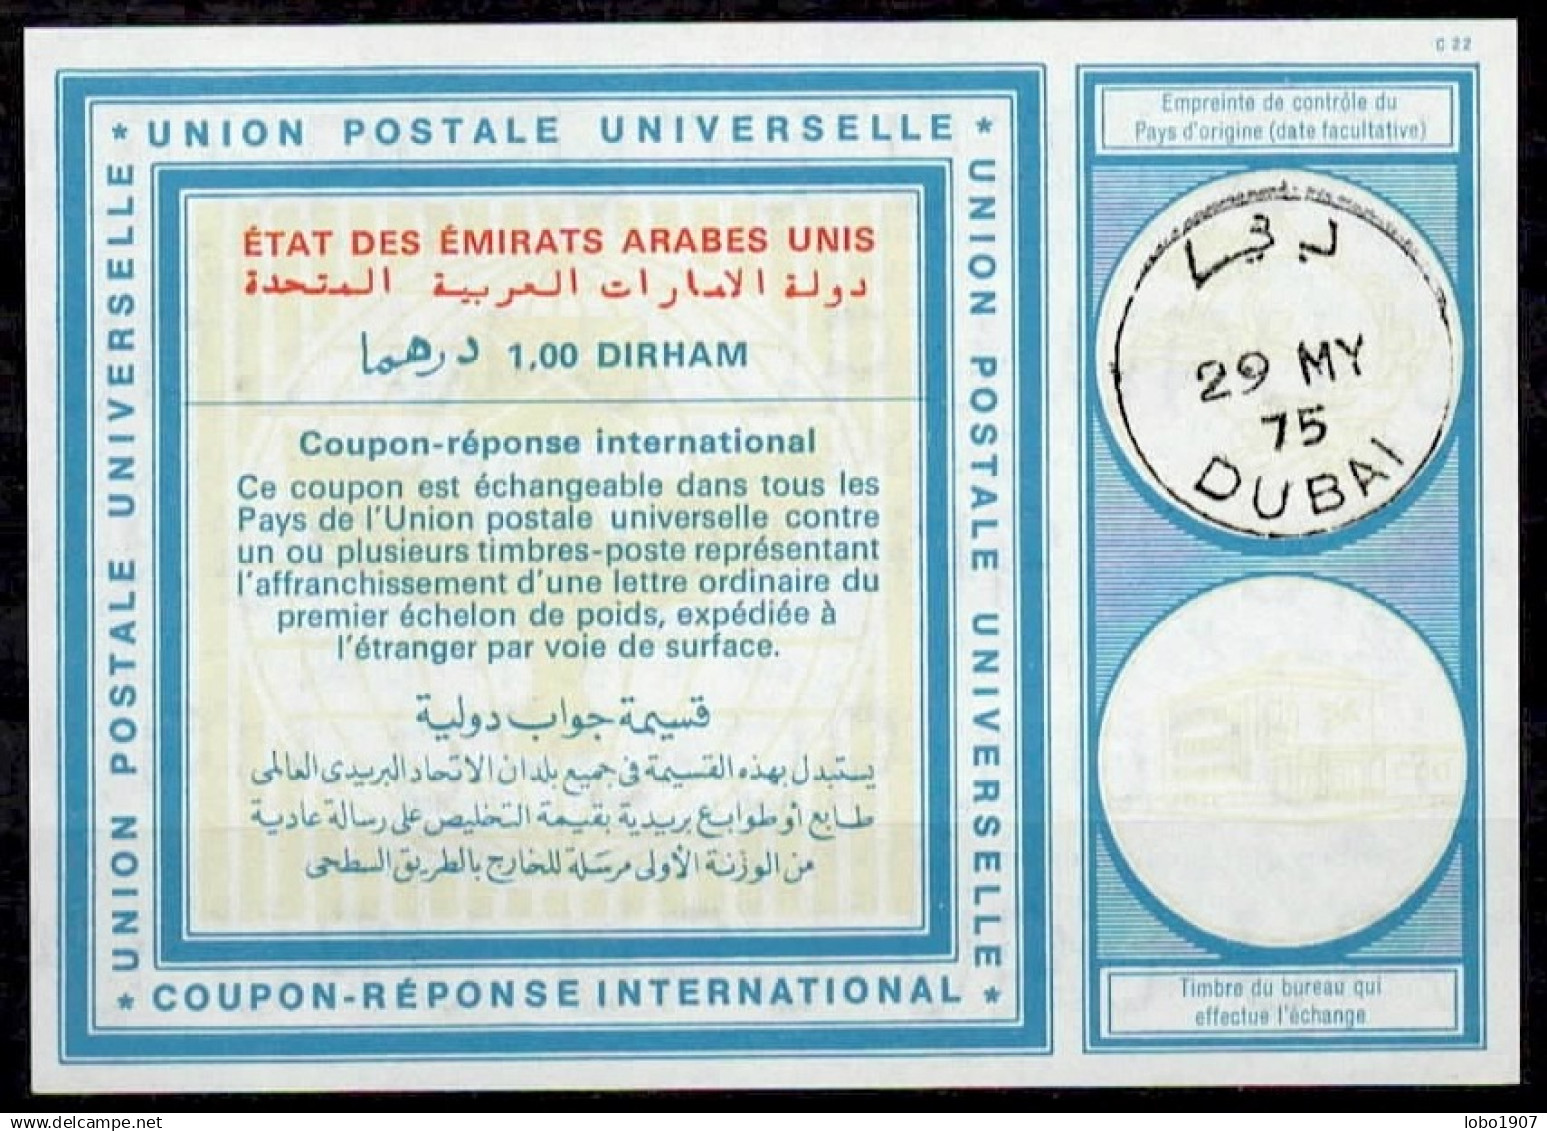 C 22
* UNION POSTALE UNIVERSELLE *
UNION POSTALE UNIVERSELLE
UNION POSTALE UNIVERSELLE
ÉTAT DES ÉMIRATS ARABES UNIS
دولة الامارات العربية المتحدة
درهما 1,00 DIRHAM
Coupon-réponse international
Ce coupon est échangeable dans tous les
Pays de l'Union postale universelle contre
un ou plusieurs timbres-poste représentant
l'affranchissement d'une lettre ordinaire du
premier échelon de poids, expédiée à
l'étranger par voie de surface.
قسيمة جواب دولية
يستبدل بهذه القسيمة في جميع بلدان الاتحاد البريدى العالمى
طابع أو طوابع بريدية بقيمة التخليص على رسالة عادية
من الوزنة الأولى مرسلة للخارج بالطريق السطحى
* COUPON-RÉPONSE INTERNATIONAL *
Empreinte de contrôle du
Pays d'origine (date facultative)
دبي
29 MY
75
DUBAI
Timbre du bureau qui
effectue l'échange
lobo1907